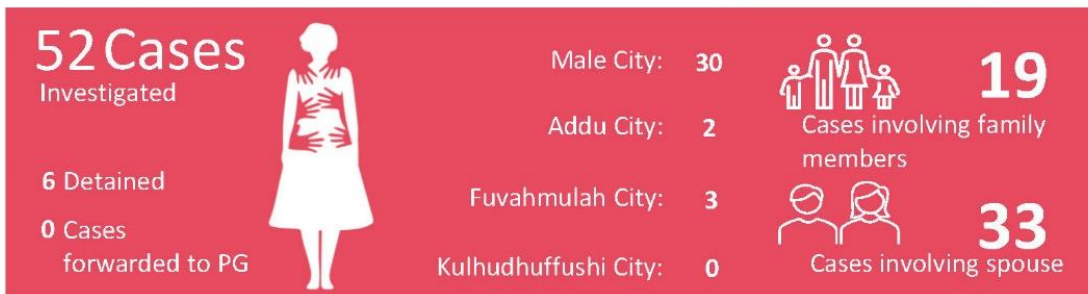 52 Cases
Investigated
6 Detained
0 Cases
forwarded to PG
Male City: 30
Addu City: 2
Fuvahmulah City: 3
Kulhudhuffushi City: 0
19
Cases involving family
members
33
Cases involving spouse